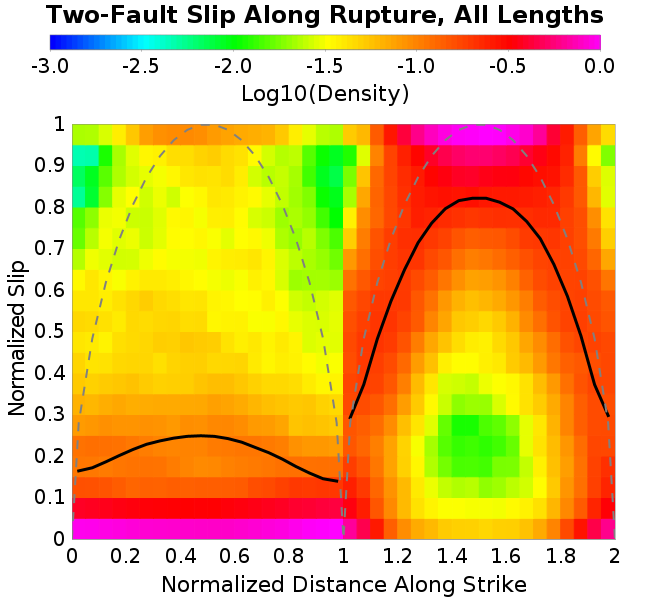 Two-Fault Slip Along Rupture, All Lengths
-3.0 -2.5 -2.0 -1.5 -1.0 -0.5 0.0
Log10(Density)
1
0.9
0.8
0.7
0.6
0.5
0.4
0.3
0.2
0.1
0
Normalized Slip
0 0.2 0.4 0.6 0.8 1 1.2 1.4 1.6 1.8 2
Normalized Distance Along Strike